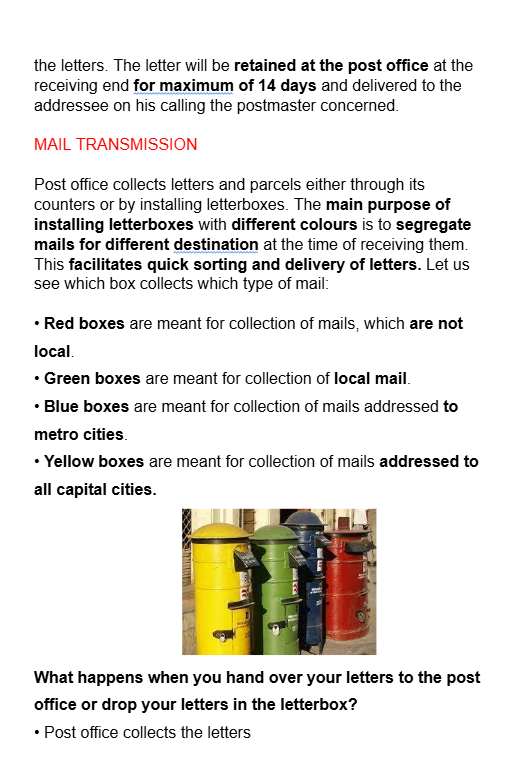 the letters. The letter will be retained at the post office at the
receiving end for maximum of 14 days and delivered to the
addressee on his calling the postmaster concerned.
MAIL TRANSMISSION
Post office collects letters and parcels either through its
counters or by installing letterboxes. The main purpose of
installing letterboxes with different colours is to segregate
mails for different destination at the time of receiving them.
This facilitates quick sorting and delivery of letters. Let us
see which box collects which type of mail:
• Red boxes are meant for collection of mails, which are not
local.
• Green boxes are meant for collection of local mail.
• Blue boxes are meant for collection of mails addressed to
metro cities.
• Yellow boxes are meant for collection of mails addressed to
all capital cities.
What happens when you hand over your letters to the post
office or drop your letters in the letterbox?
• Post office collects the letters